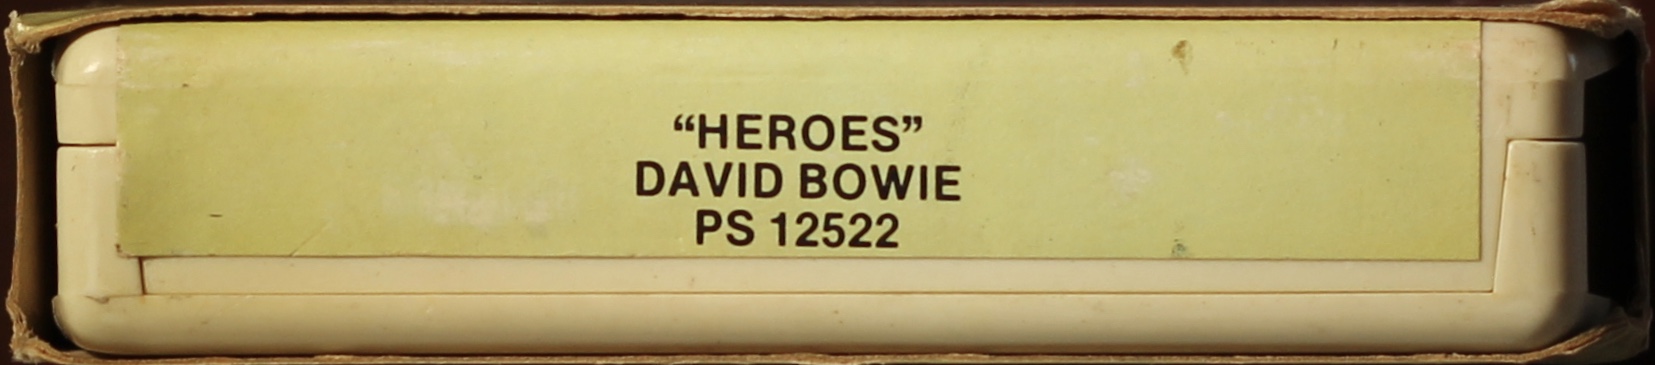 “HEROES”
DAVID BOWIE
PS 12522